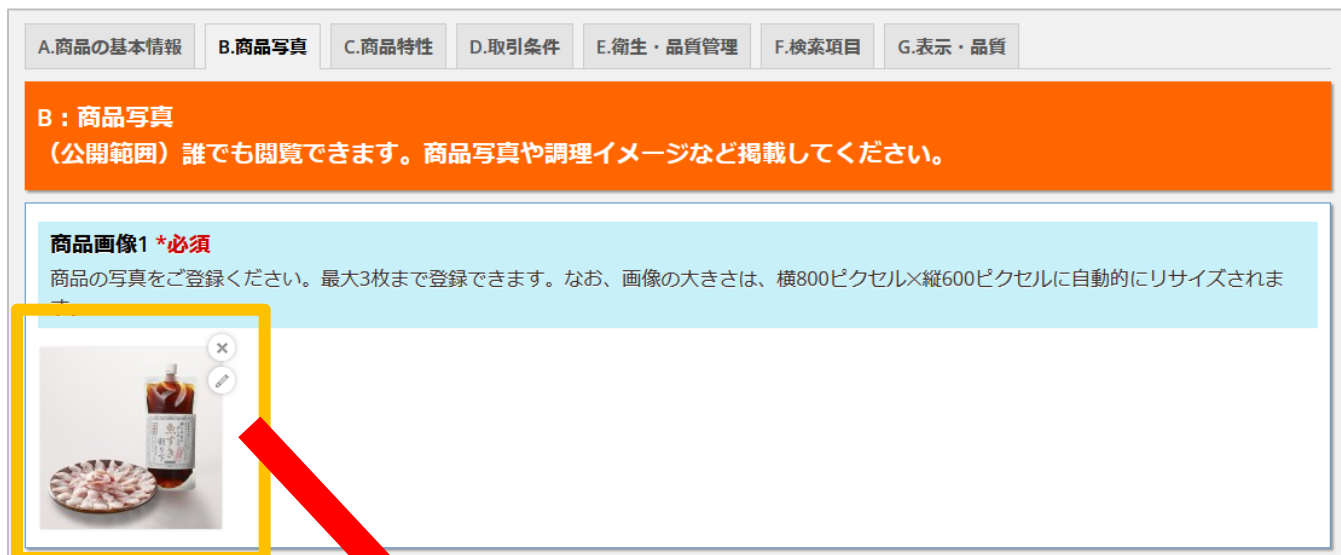 A.商品の基本情報 B.商品写真 C.商品特性 D.取引条件 E.衛生・品質管理 F.検索項目 G.表示・品質
B：商品写真
（公開範囲）誰でも閲覧できます。商品写真や調理イメージなど掲載してください。
商品画像1 *必須
商品の写真をご登録ください。最大3枚まで登録できます。なお、画像の大きさは、横800ピクセル×縦600ピクセルに自動的にリサイズされま
す。
魚すき
割り下